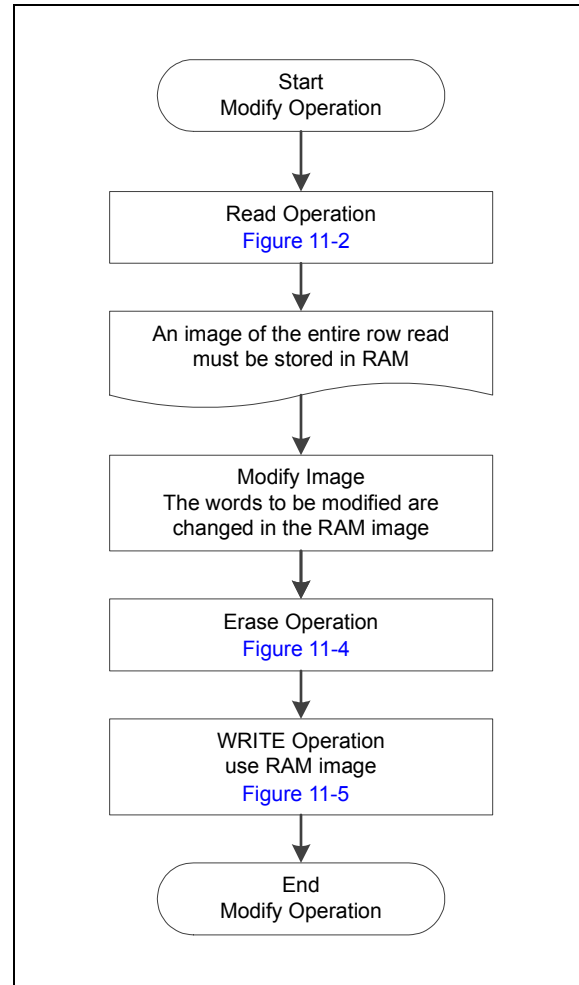 Start
Modify Operation
Read Operation
Figure 11-2
An image of the entire row read
must be stored in RAM
Modify Image
The words to be modified are
changed in the RAM image
Erase Operation
Figure 11-4
WRITE Operation
use RAM image
Figure 11-5
End
Modify Operation